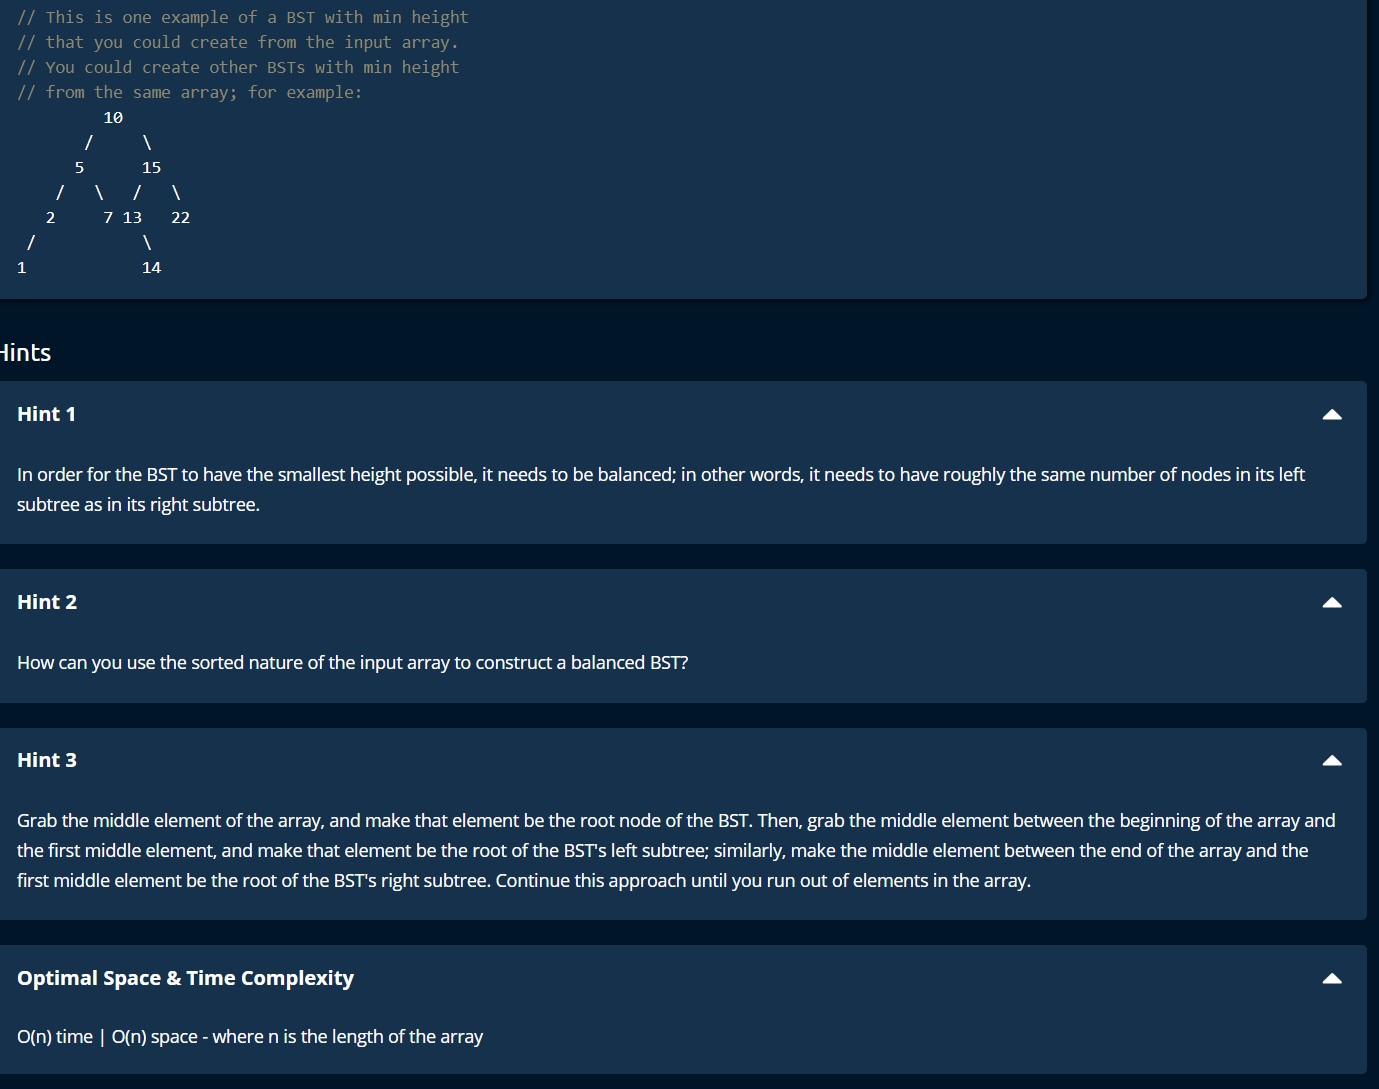 // This is one example of a BST with min height
// that you could create from the input array.
// You could create other BSTs with min height
// from the same array; for example:
         10
       /     \
      5      15
    /   \   /   \
   2     7 13   22
 /           \
1            14
Hints
Hint 1
In order for the BST to have the smallest height possible, it needs to be balanced; in other words, it needs to have roughly the same number of nodes in its left
subtree as in its right subtree.
Hint 2
How can you use the sorted nature of the input array to construct a balanced BST?
Hint 3
Grab the middle element of the array, and make that element be the root node of the BST. Then, grab the middle element between the beginning of the array and
the first middle element, and make that element be the root of the BST's left subtree; similarly, make the middle element between the end of the array and the
first middle element be the root of the BST's right subtree. Continue this approach until you run out of elements in the array.
Optimal Space & Time Complexity
O(n) time | O(n) space - where n is the length of the array